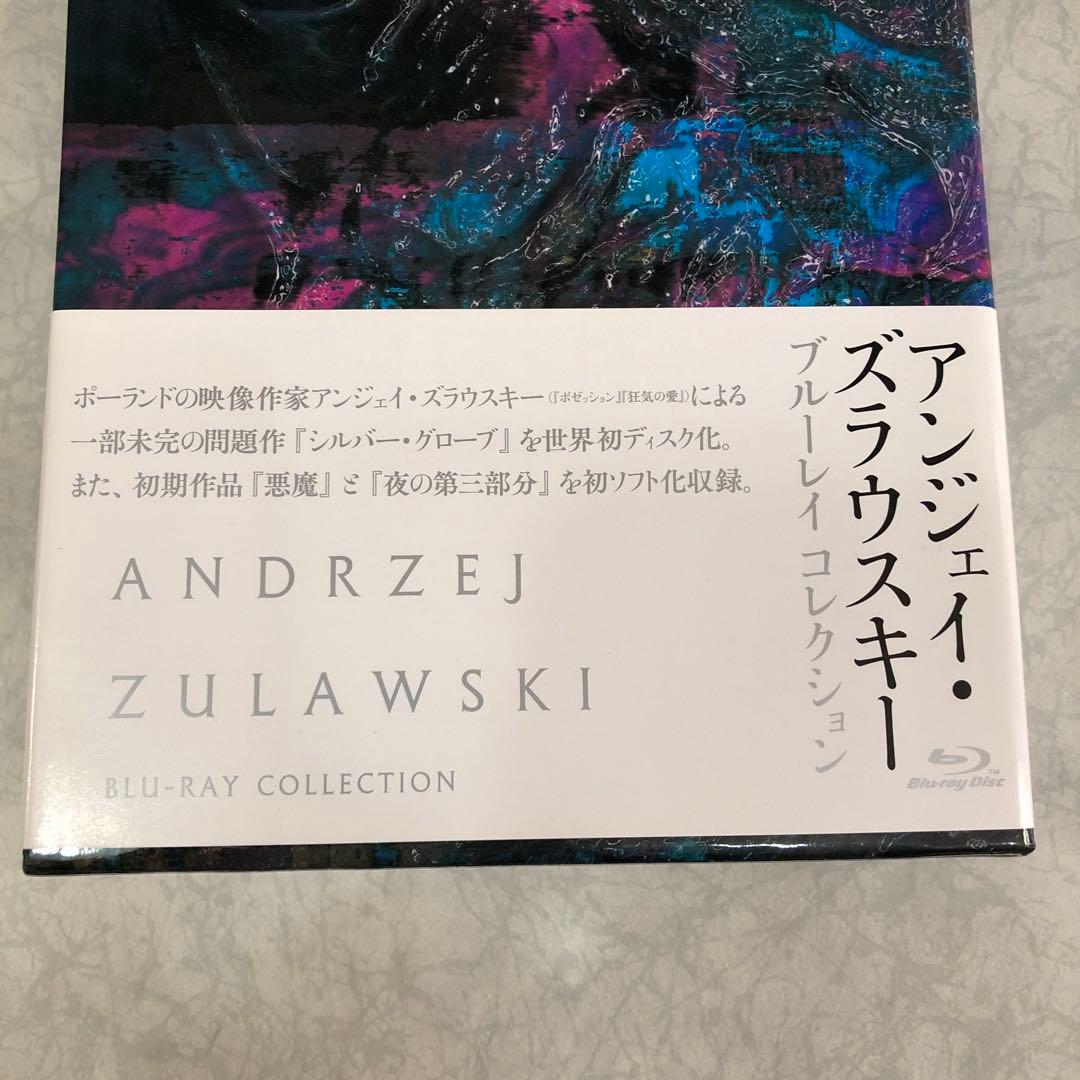 アンジェイ・
ズラウスキー
ブルーレイ コレクション
ポーランドの映像作家アンジェイ・ズラウスキー(『ポゼッション』『狂気の愛』)による
一部未完の問題作『シルバー・グローブ』を世界初ディスク化。
また、初期作品『悪魔』と『夜の第三部分』を初ソフト化収録。
ANDRZEJ
ZULAWSKI
BLU-RAY COLLECTION
Blu-ray Disc™